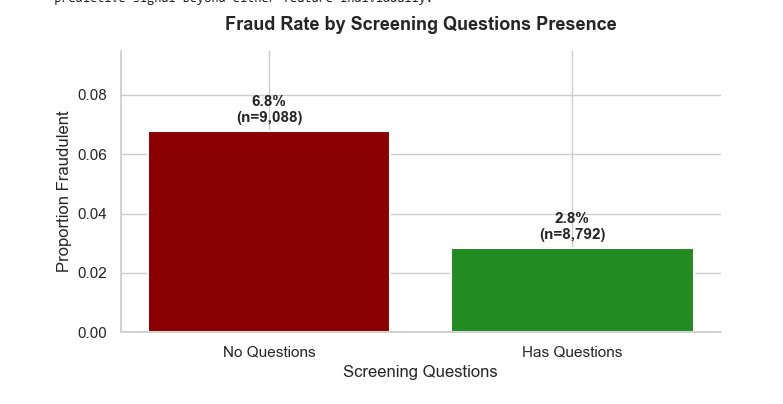 predictive signal beyond either feature individually.
Fraud Rate by Screening Questions Presence
Proportion Fraudulent
0.08
0.06
0.04
0.02
0.00
6.8%
(n=9,088)
2.8%
(n=8,792)
No Questions
Has Questions
Screening Questions